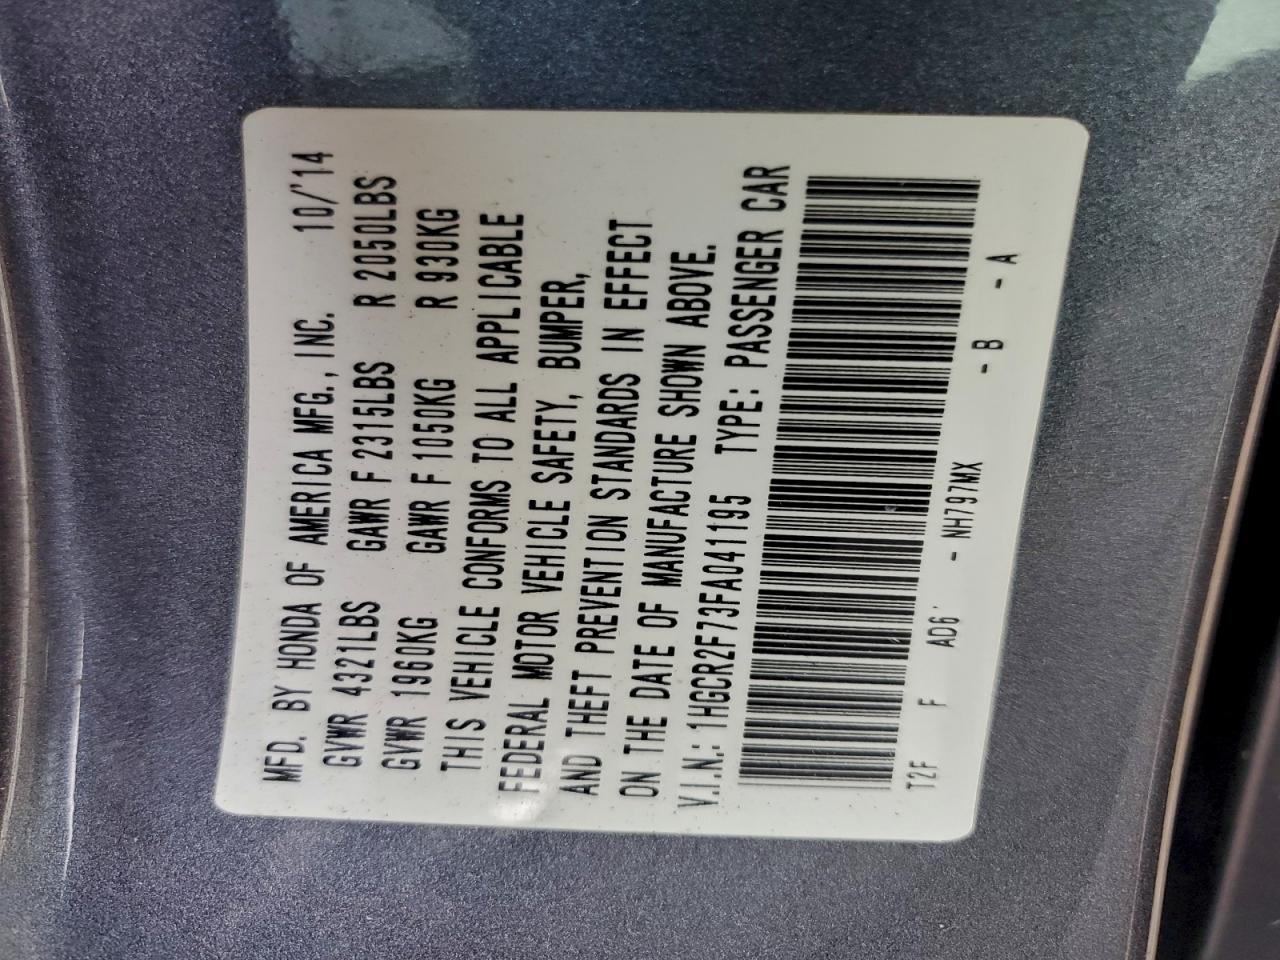 MFD. BY HONDA OF AMERICA MFG., INC. 10/'14
GVWR 4321LBS GAWR F 2315LBS R 2050LBS
GVWR 1960KG GAWR F 1050KG R 930KG
THIS VEHICLE CONFORMS TO ALL APPLICABLE
FEDERAL MOTOR VEHICLE SAFETY, BUMPER,
AND THEFT PREVENTION STANDARDS IN EFFECT
ON THE DATE OF MANUFACTURE SHOWN ABOVE.
V.I.N.: 1HGCR2F73FA041195 TYPE: PASSENGER CAR
T2F F AD6' - NH797MX - B - A